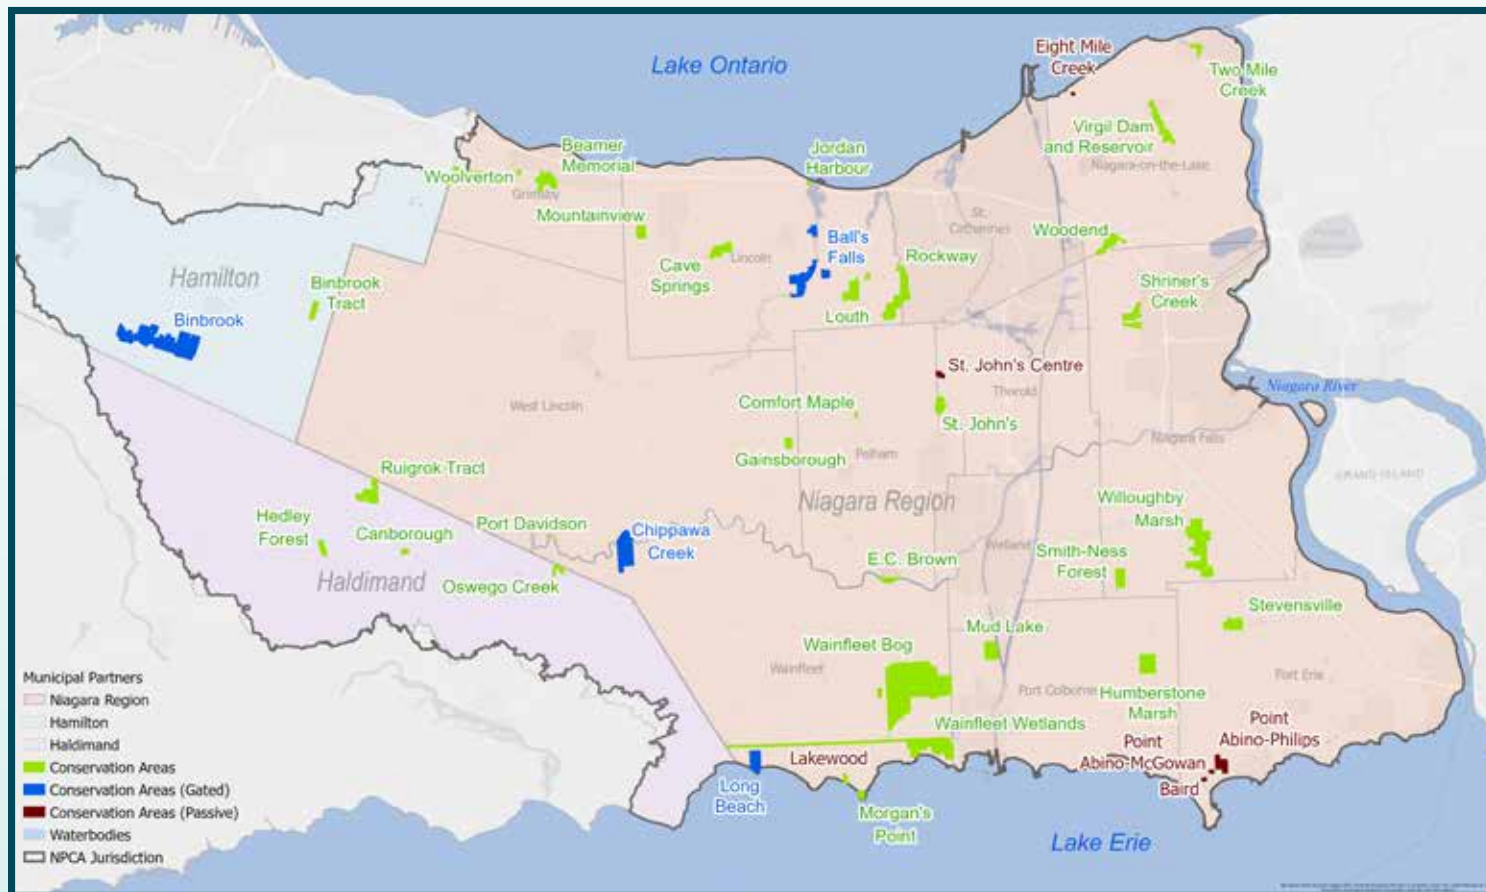 Lake Ontario
Eight Mile
Creek
Two Mile
Creek
Virgil Dam
and Reservoir
Niagara-on-the-Lake
Beamer
Memorial
Jordan
Harbour
Woolverton
Grimsby
Mountainview
St.
Catharines
Woodend
Ball's
Falls
Lincoln
Cave
Springs
Rockway
Hamilton
Binbrook
Tract
Binbrook
Louth
Shriner's
Creek
St. John's Centre
Thorold
Niagara River
West Lincoln
Comfort Maple
St. John's
Gainsborough
Pelham
Niagara Falls
GRAND ISLAND
Ruigrok Tract
Niagara Region
Willoughby
Marsh
Hedley
Forest
Canborough
Port Davidson
Chippawa
Creek
Welland
Smith-Ness
Forest
E.C. Brown
Haldimand
Oswego Creek
Stevensville
Mud Lake
Wainfleet Bog
Wainfleet
Port Colborne
Humberstone
Marsh
Fort Erie
Wainfleet Wetlands
Point
Abino-Philips
Point
Abino-McGowan
Lakewood
Baird
Long
Beach
Morgan's
Point
Lake Erie
Municipal Partners
Niagara Region
Hamilton
Haldimand
Conservation Areas
Conservation Areas (Gated)
Conservation Areas (Passive)
Waterbodies
NPCA Jurisdiction